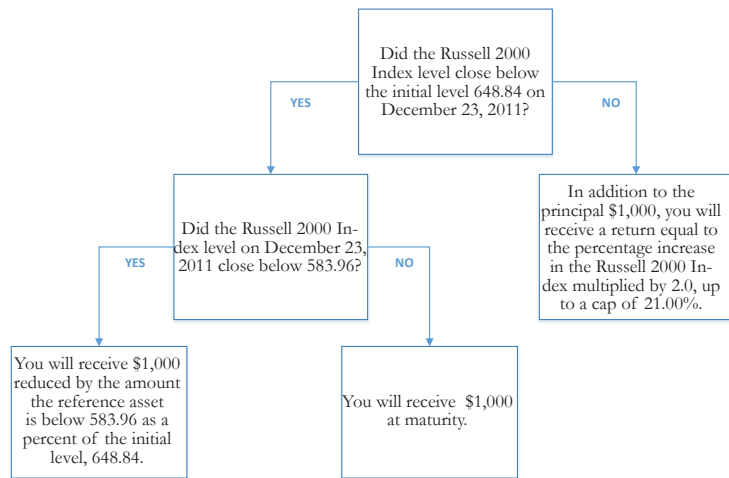 Did the Russell 2000
Index level close below
the initial level 648.84 on
December 23, 2011?
YES
NO
Did the Russell 2000 In-
dex level on December 23,
2011 close below 583.96?
In addition to the
principal $1,000, you will
receive a return equal to
the percentage increase
in the Russell 2000 In-
dex multiplied by 2.0, up
to a cap of 21.00%.
YES
NO
You will receive $1,000
reduced by the amount
the reference asset
is below 583.96 as a
percent of the initial
level, 648.84.
You will receive $1,000
at maturity.